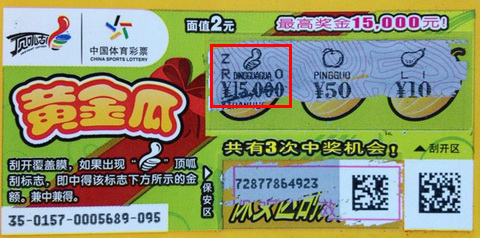 顶呱刮
中国体育彩票
CHINA SPORTS LOTTERY
面值2元
最高奖金15,000元!
Z
R O
DINGGUAGUA
¥15,000
PINGGUO
¥50
LI
¥10
黄金瓜
共有3次中奖机会!
刮开覆盖膜，如果出现“ ”顶呱
刮标志，即中得该标志下方所示的金
额。兼中兼得。
保安区
刮开区
72877864923
35-0157-0005689-095